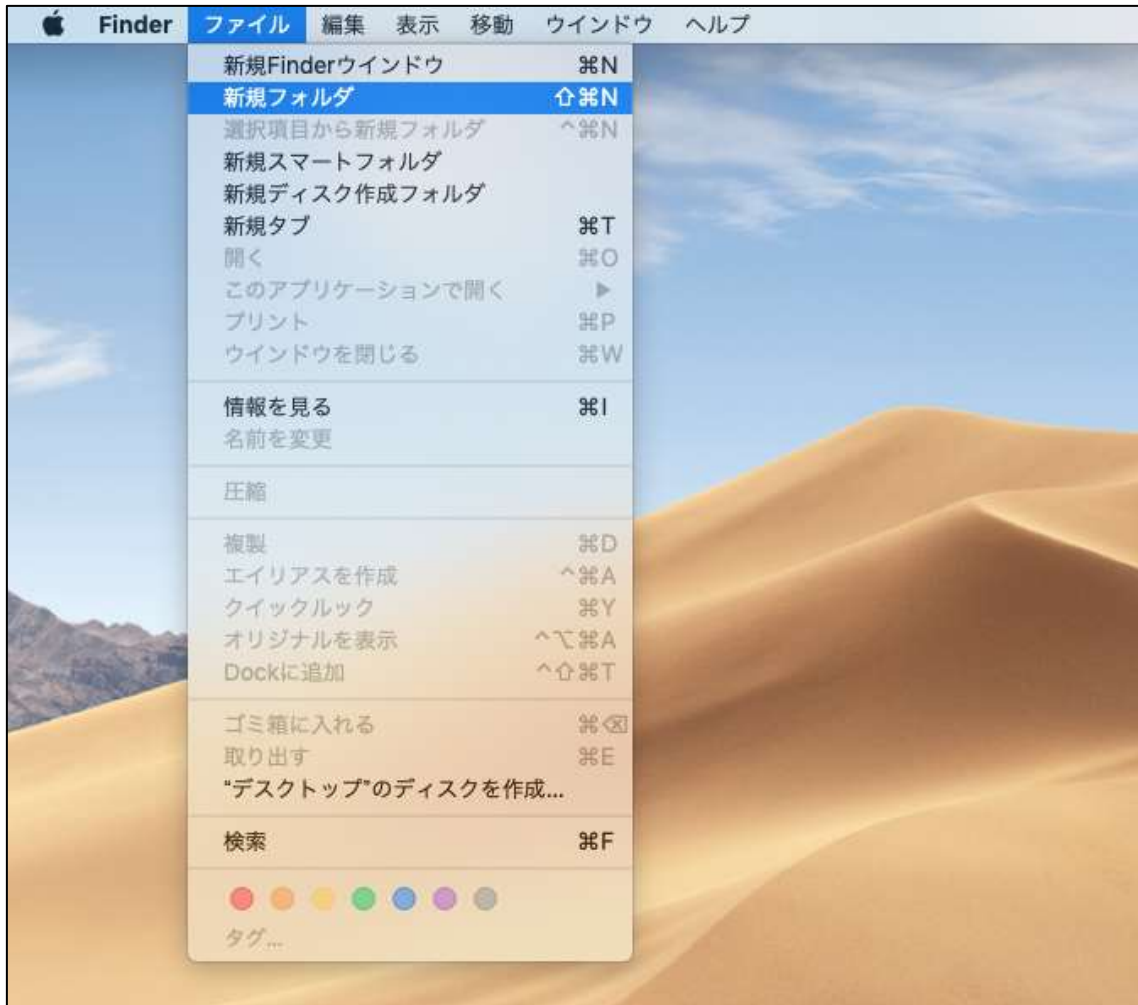 Finder ファイル 編集 表示 移動 ウインドウ ヘルプ
新規Finderウインドウ ⌘N
新規フォルダ ⇧⌘N
選択項目から新規フォルダ ^⌘N
新規スマートフォルダ
新規ディスク作成フォルダ
新規タブ ⌘T
開く ⌘O
このアプリケーションで開く ▶
プリント ⌘P
ウインドウを閉じる ⌘W
情報を見る ⌘I
名前を変更
圧縮
複製 ⌘D
エイリアスを作成 ^⌘A
クイックルック ⌘Y
オリジナルを表示 ^⌥⌘A
Dockに追加 ^⇧⌘T
ゴミ箱に入れる ⌘⌫
取り出す ⌘E
“デスクトップ”のディスクを作成...
検索 ⌘F
タグ...